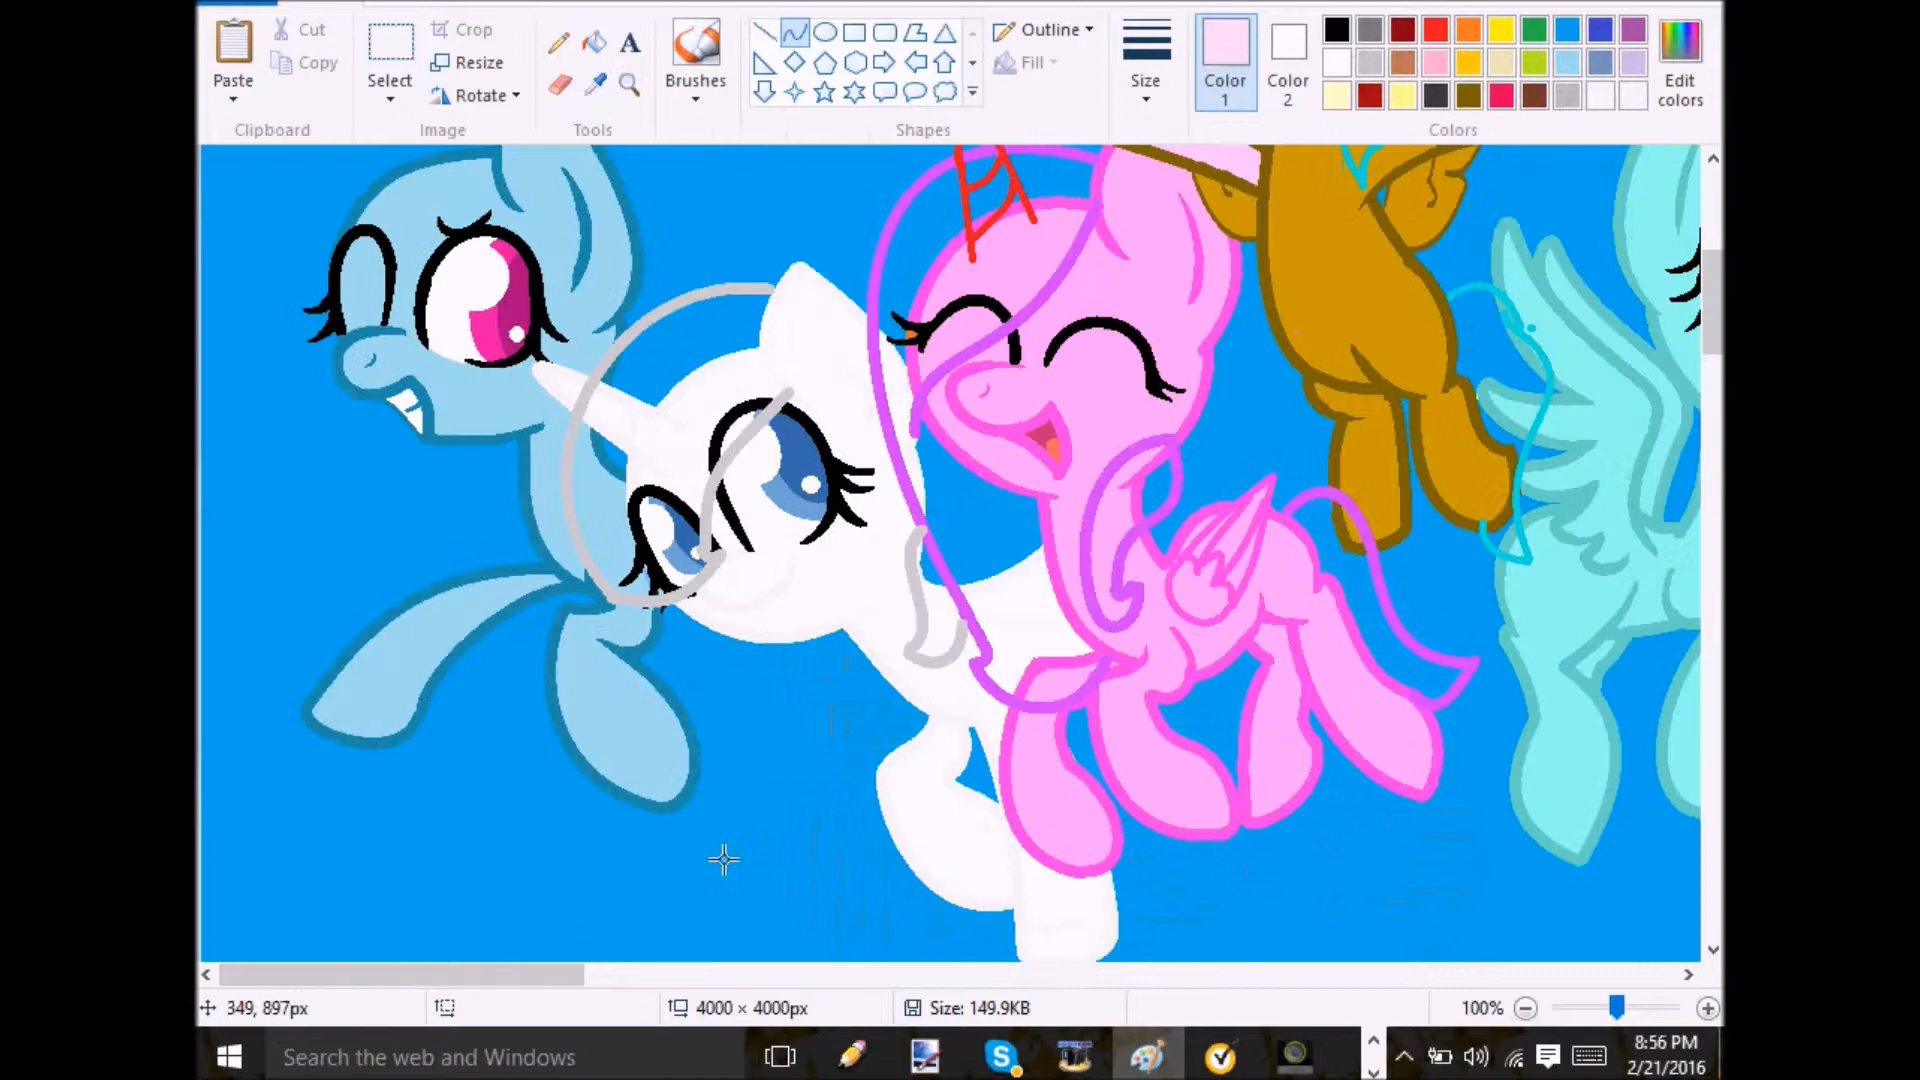 Paste
Cut
Copy
Clipboard
Select
Crop
Resize
Rotate
Image
A
Tools
Brushes
Shapes
Outline
Fill
Size
Color
1
Color
2
Edit
colors
Colors
349, 897px
4000 × 4000px
Size: 149.9KB
100%
Search the web and Windows
8:56 PM
2/21/2016